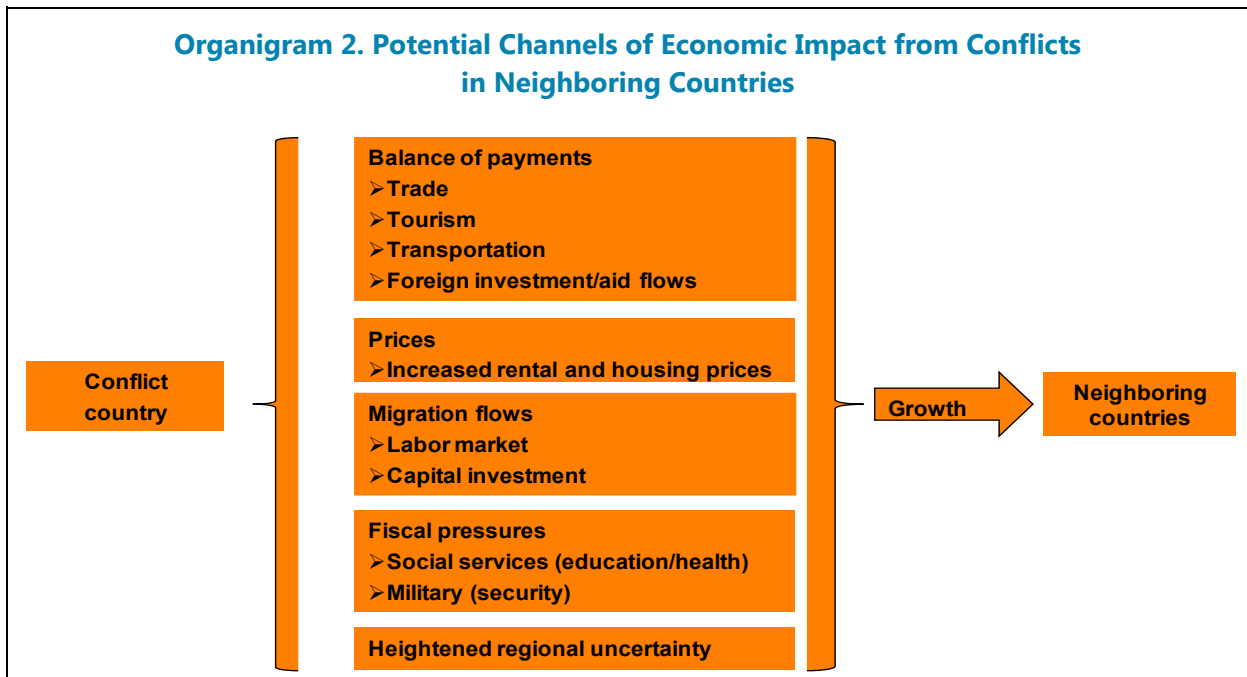 Organigram 2. Potential Channels of Economic Impact from Conflicts
in Neighboring Countries
Conflict
country
Balance of payments
➢Trade
➢Tourism
➢Transportation
➢Foreign investment/aid flows
Prices
➢Increased rental and housing prices
Migration flows
➢Labor market
➢Capital investment
Fiscal pressures
➢Social services (education/health)
➢Military (security)
Heightened regional uncertainty
Growth
Neighboring
countries